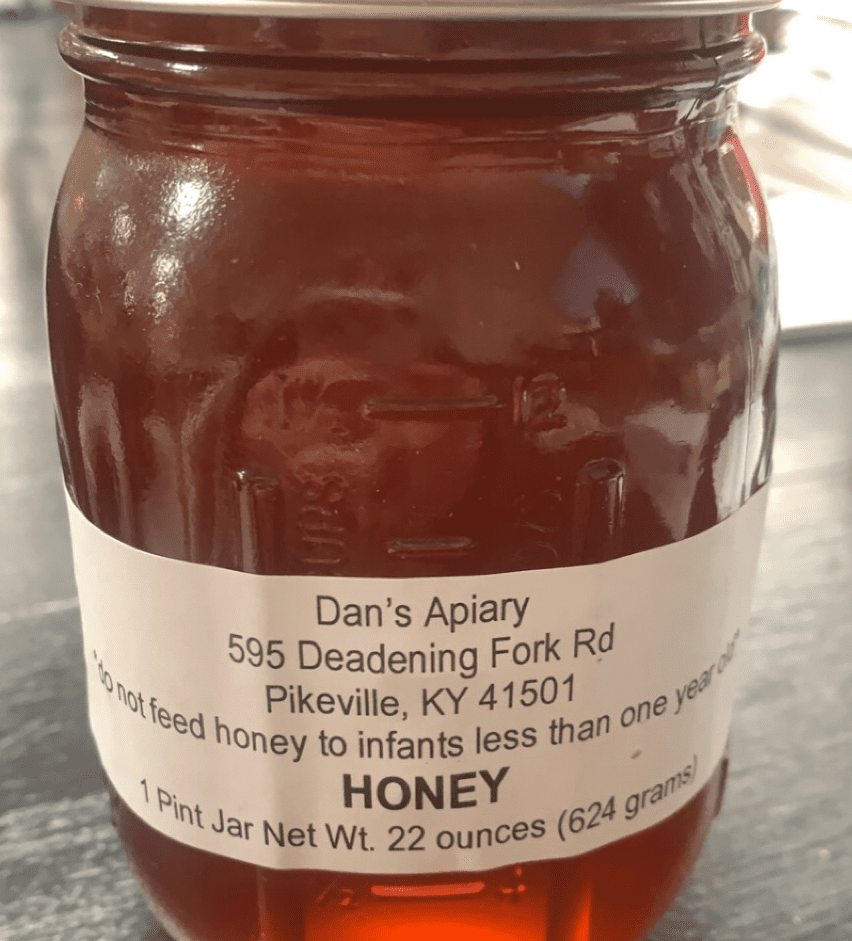 Dan's Apiary
595 Deadening Fork Rd
Pikeville, KY 41501
*do not feed honey to infants less than one year old*
HONEY
1 Pint Jar Net Wt. 22 ounces (624 grams)